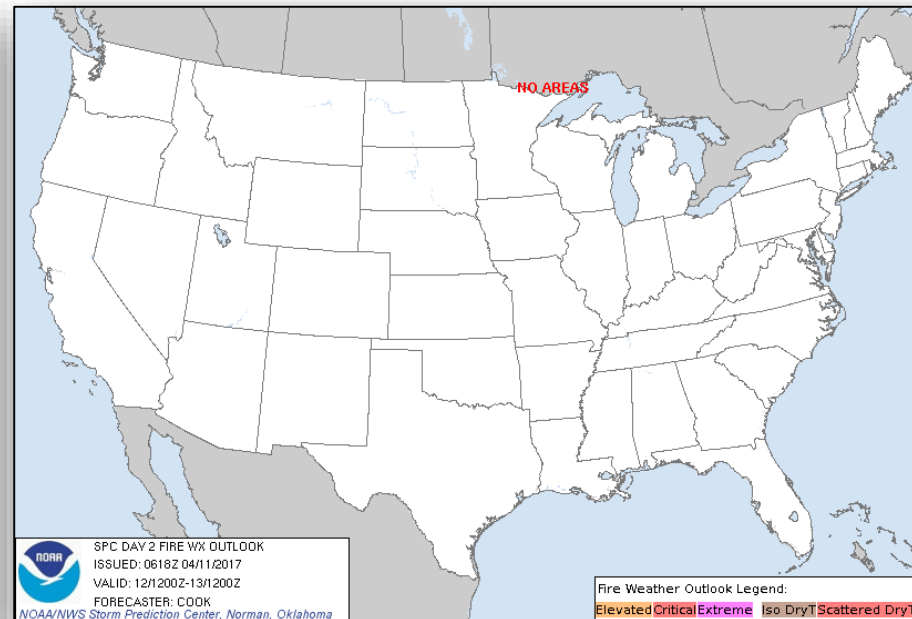 NO AREAS
NOAA
SPC DAY 2 FIRE WX OUTLOOK
ISSUED: 0618Z 04/11/2017
VALID: 12/1200Z-13/1200Z
FORECASTER: COOK
NOAA/NWS Storm Prediction Center, Norman, Oklahoma
Fire Weather Outlook Legend:
Elevated Critical Extreme Iso DryT Scattered DryT